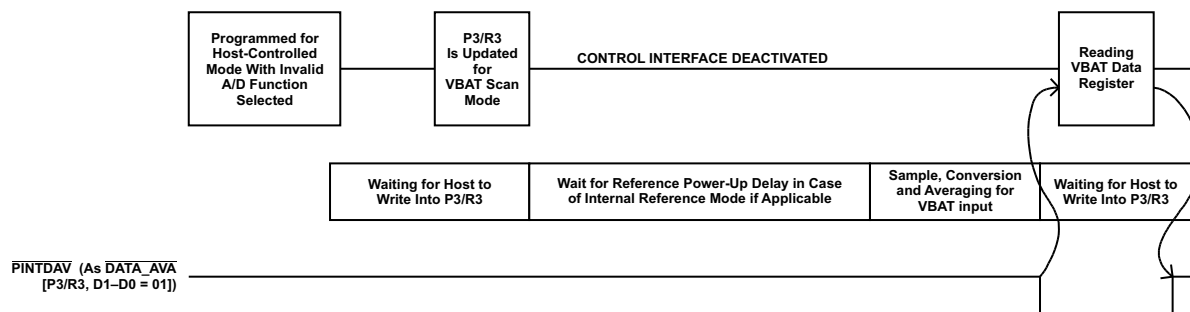 Programmed for
Host-Controlled
Mode With Invalid
A/D Function
Selected
P3/R3
Is Updated
for
VBAT Scan
Mode
CONTROL INTERFACE DEACTIVATED
Reading
VBAT Data
Register
Waiting for Host to
Write Into P3/R3
Wait for Reference Power-Up Delay in Case
of Internal Reference Mode if Applicable
Sample, Conversion
and Averaging for
VBAT input
Waiting for Host to
Write Into P3/R3
PINTDAV (As DATA_AVA
[P3/R3, D1–D0 = 01])